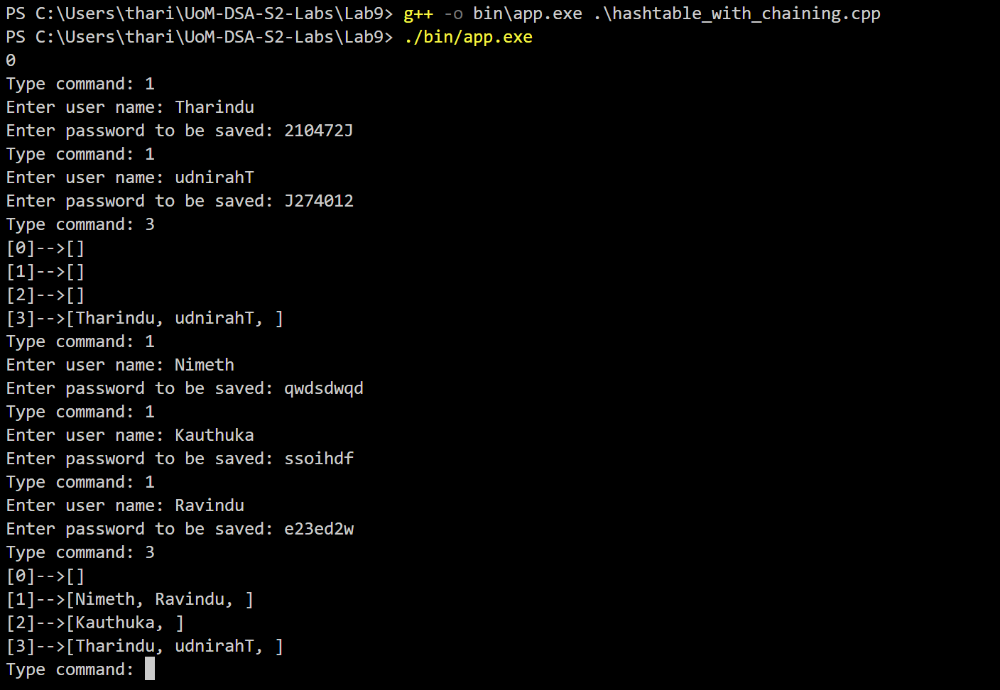 PS C:\Users\thari\UoM-DSA-S2-Labs\Lab9> g++ -o bin\app.exe .\hashtable_with_chaining.cpp
PS C:\Users\thari\UoM-DSA-S2-Labs\Lab9> ./bin/app.exe
0
Type command: 1
Enter user name: Tharindu
Enter password to be saved: 210472J
Type command: 1
Enter user name: udnirahT
Enter password to be saved: J274012
Type command: 3
[0]-->[]
[1]-->[]
[2]-->[]
[3]-->[Tharindu, udnirahT, ]
Type command: 1
Enter user name: Nimeth
Enter password to be saved: qwdsdwqd
Type command: 1
Enter user name: Kauthuka
Enter password to be saved: ssoihdf
Type command: 1
Enter user name: Ravindu
Enter password to be saved: e23ed2w
Type command: 3
[0]-->[]
[1]-->[Nimeth, Ravindu, ]
[2]-->[Kauthuka, ]
[3]-->[Tharindu, udnirahT, ]
Type command: